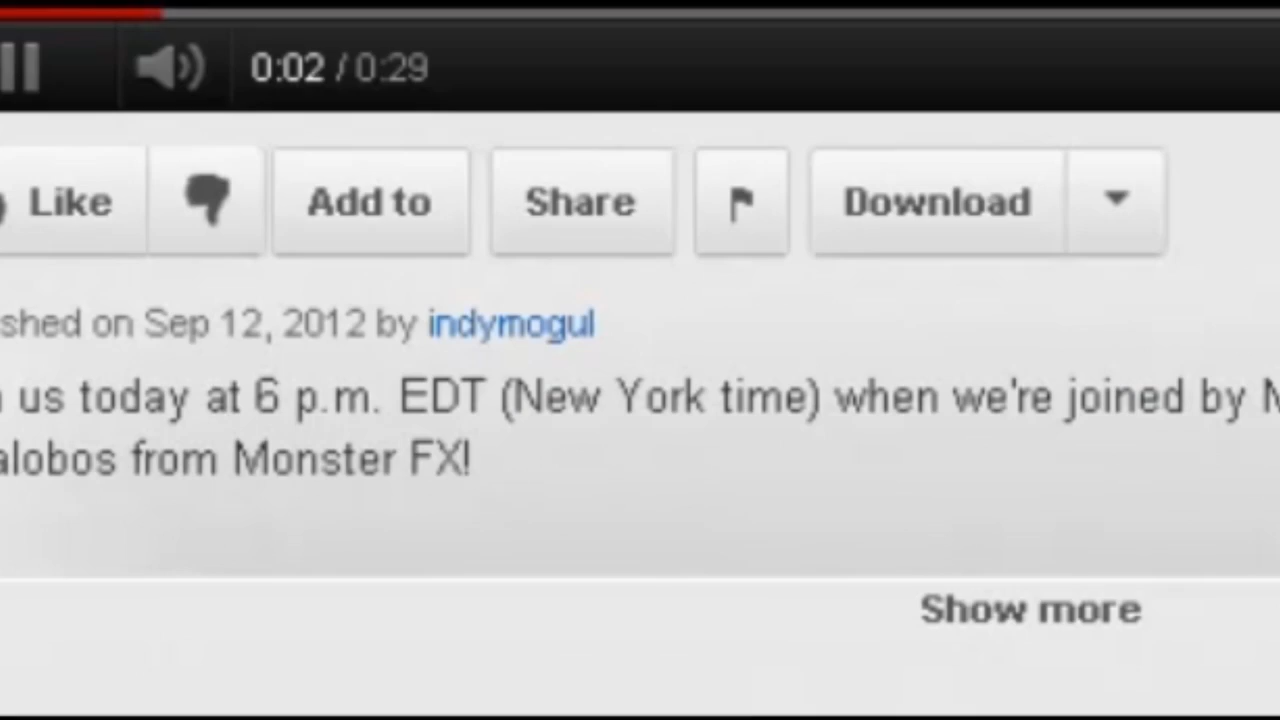 0:02 / 0:29
Like
Add to
Share
Download
shed on Sep 12, 2012 by indymogul
us today at 6 p.m. EDT (New York time) when we're joined by M
alobos from Monster FX!
Show more